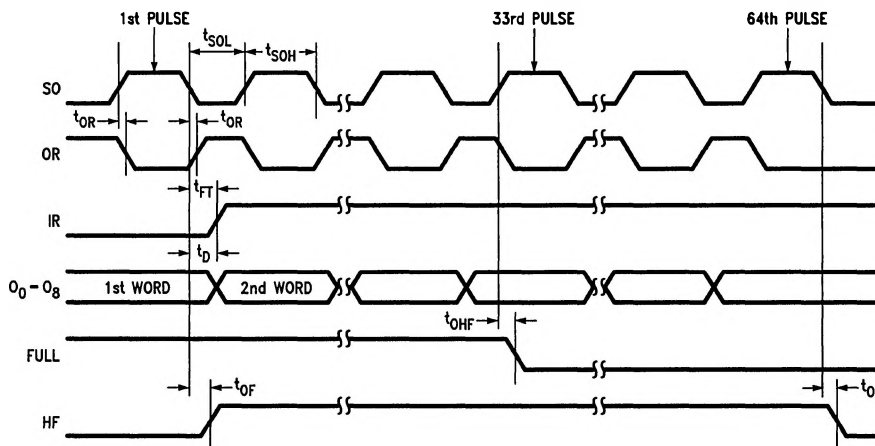 1st PULSE 33rd PULSE 64th PULSE
tSOL tSOH
SO
tOR tOR
OR
tFT
IR
tD
O0 – O8 1st WORD 2nd WORD
tOHF
FULL
tOF tO
HF